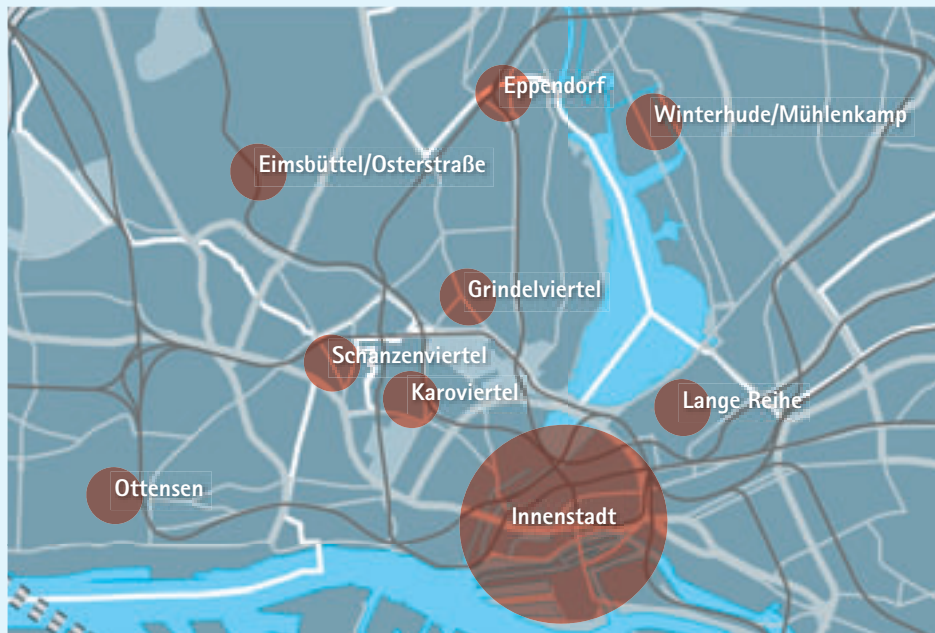 Eppendorf
Winterhude/Mühlenkamp
Eimsbüttel/Osterstraße
Grindelviertel
Schanzenviertel
Karoviertel
Lange Reihe
Ottensen
Innenstadt